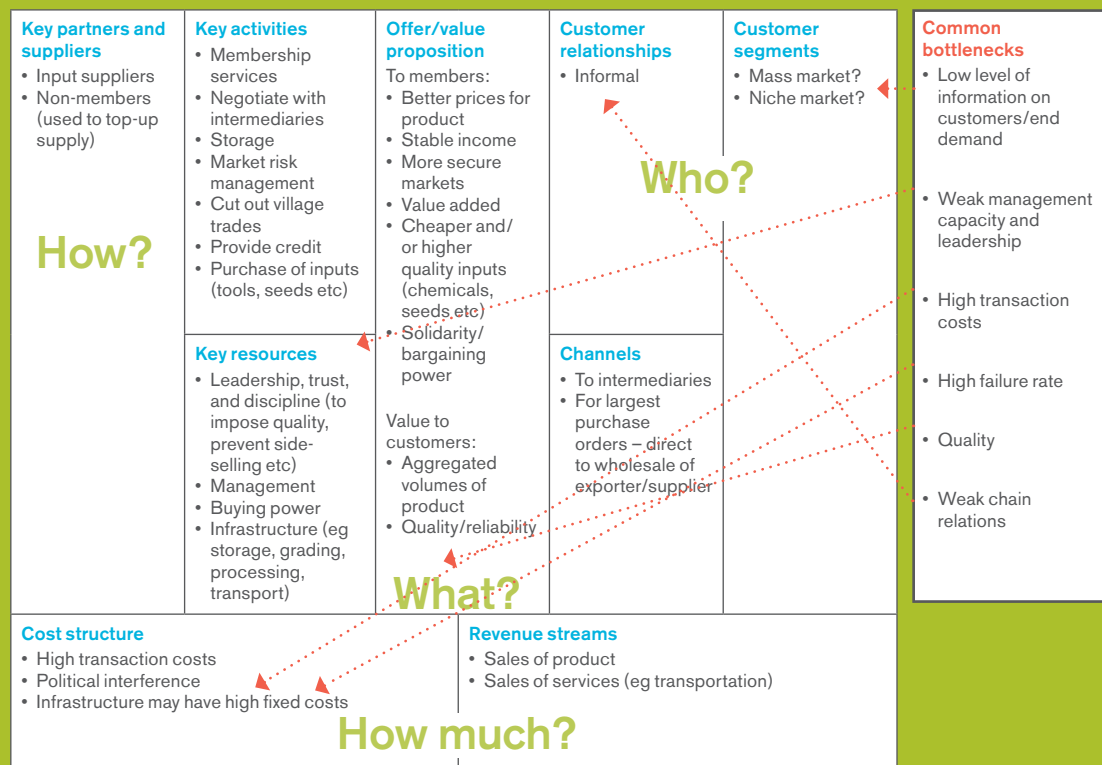 Key partners and
suppliers
• Input suppliers
• Non-members
(used to top-up
supply)
How?
Key activities
• Membership
services
• Negotiate with
intermediaries
• Storage
• Market risk
management
• Cut out village
trades
• Provide credit
• Purchase of inputs
(tools, seeds etc)
Key resources
• Leadership, trust,
and discipline (to
impose quality,
prevent side-
selling etc)
• Management
• Buying power
• Infrastructure (eg
storage, grading,
processing,
transport)
Offer/value
proposition
To members:
• Better prices for
product
• Stable income
• More secure
markets
• Value added
• Cheaper and/
or higher
quality inputs
(chemicals,
seeds etc)
• Solidarity/
bargaining
power
Value to
customers:
• Aggregated
volumes of
product
• Quality/reliability
What?
Customer
relationships
• Informal
Who?
Channels
• To intermediaries
• For largest
purchase
orders – direct
to wholesale of
exporter/supplier
Customer
segments
• Mass market?
• Niche market?
Cost structure
• High transaction costs
• Political interference
• Infrastructure may have high fixed costs
How much?
Revenue streams
• Sales of product
• Sales of services (eg transportation)
Common
bottlenecks
• Low level of
information on
customers/end
demand
• Weak management
capacity and
leadership
• High transaction
costs
• High failure rate
• Quality
• Weak chain
relations